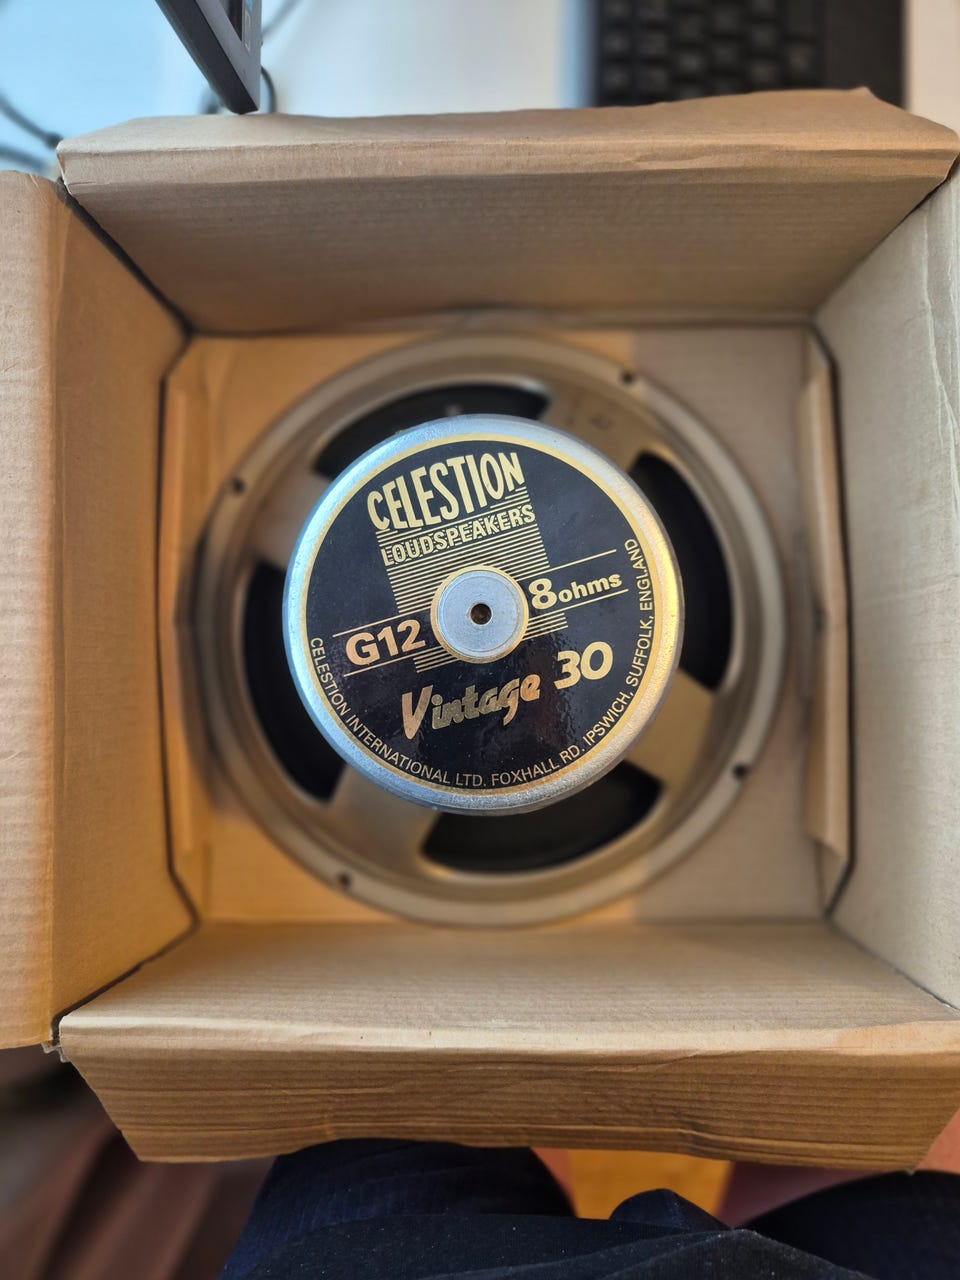 CELESTION
LOUDSPEAKERS
G12
8ohms
Vintage 30
CELESTION INTERNATIONAL LTD. FOXHALL RD. IPSWICH, SUFFOLK, ENGLAND